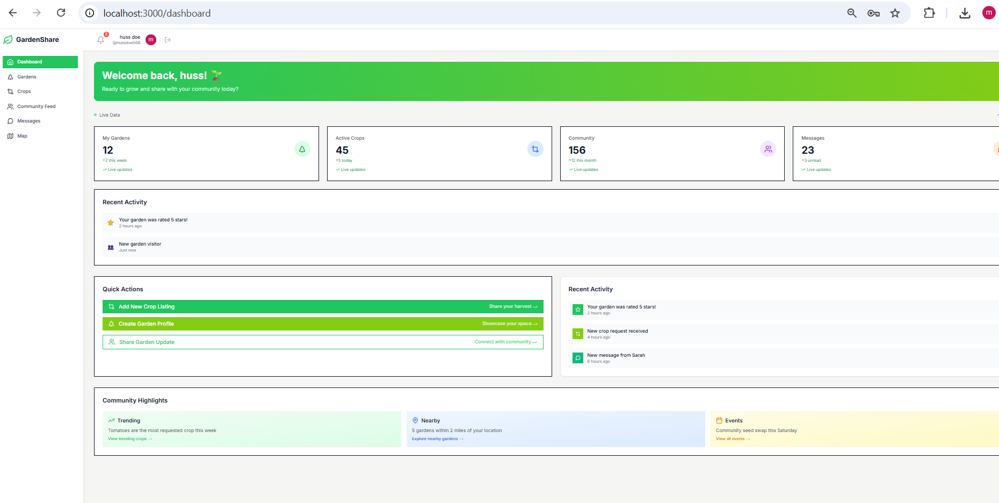 localhost:3000/dashboard
m
GardenShare
3
huss doe
@hussdoe568
m
Dashboard
Gardens
Crops
Community Feed
Messages
Map
Welcome back, huss! 🌱
Ready to grow and share with your community today?
Live Data
My Gardens
12
+2 this week
Live updates
Active Crops
45
+5 today
Live updates
Community
156
+12 this month
Live updates
Messages
23
+3 unread
Live updates
Recent Activity
Your garden was rated 5 stars!
2 hours ago
New garden visitor
Just now
Quick Actions
Add New Crop Listing
Share your harvest →
Create Garden Profile
Showcase your space →
Share Garden Update
Connect with community →
Recent Activity
Your garden was rated 5 stars!
2 hours ago
New crop request received
4 hours ago
New message from Sarah
6 hours ago
Community Highlights
Trending
Tomatoes are the most requested crop this week
View trending crops →
Nearby
5 gardens within 2 miles of your location
Explore nearby gardens →
Events
Community seed swap this Saturday
View all events →